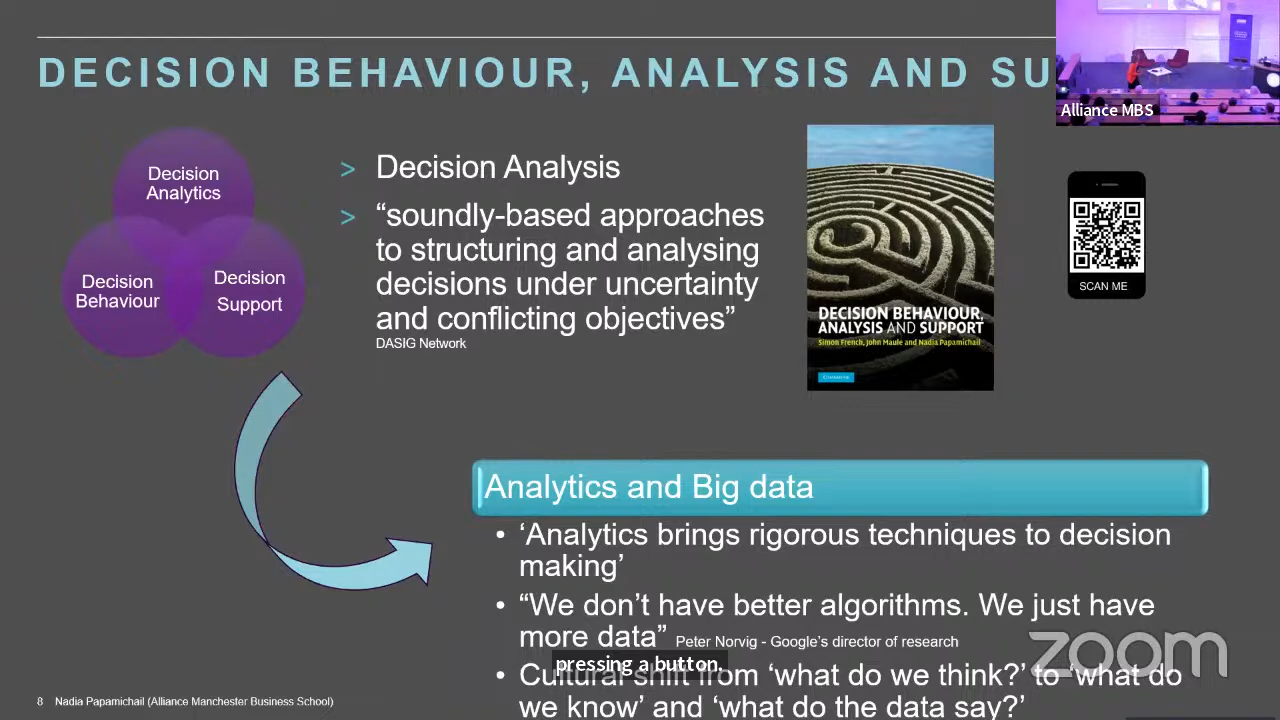 DECISION BEHAVIOUR, ANALYSIS AND SU
Alliance MBS
Decision
Analytics
Decision
Behaviour
Decision
Support
> Decision Analysis
> “soundly-based approaches
to structuring and analysing
decisions under uncertainty
and conflicting objectives”
DASIG Network
DECISION BEHAVIOUR,
ANALYSIS AND SUPPORT
Simon French, John Maule and Nadia Papamichail
SCAN ME
Analytics and Big data
• ‘Analytics brings rigorous techniques to decision
making’
• “We don’t have better algorithms. We just have
more data” Peter Norvig - Google’s director of research
pressing a button.
• Cultural shift from ‘what do we think?’ to ‘what do
we know’ and ‘what do the data say?’
zoom
8 Nadia Papamichail (Alliance Manchester Business School)